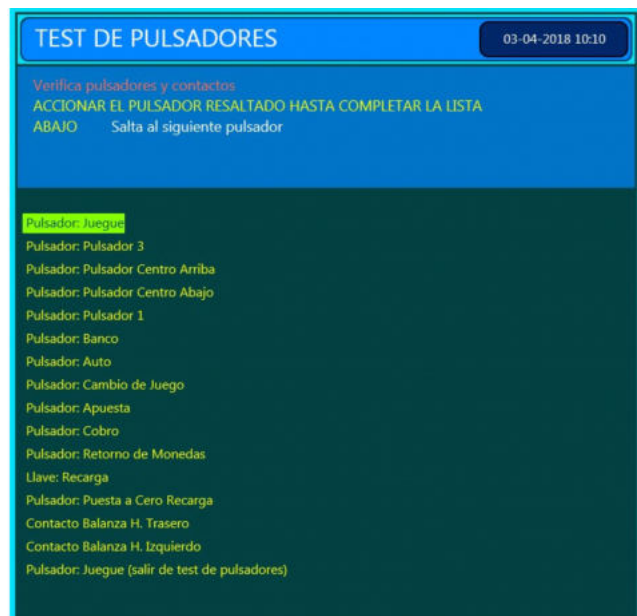 TEST DE PULSADORES
03-04-2018 10:10
Verifica pulsadores y contactos
ACCIONAR EL PULSADOR RESALTADO HASTA COMPLETAR LA LISTA
ABAJO Salta al siguiente pulsador
Pulsador: Juegue
Pulsador: Pulsador 3
Pulsador: Pulsador Centro Arriba
Pulsador: Pulsador Centro Abajo
Pulsador: Pulsador 1
Pulsador: Banco
Pulsador: Auto
Pulsador: Cambio de Juego
Pulsador: Apuesta
Pulsador: Cobro
Pulsador: Retorno de Monedas
Llave: Recarga
Pulsador: Puesta a Cero Recarga
Contacto Balanza H. Trasero
Contacto Balanza H. Izquierdo
Pulsador: Juegue (salir de test de pulsadores)